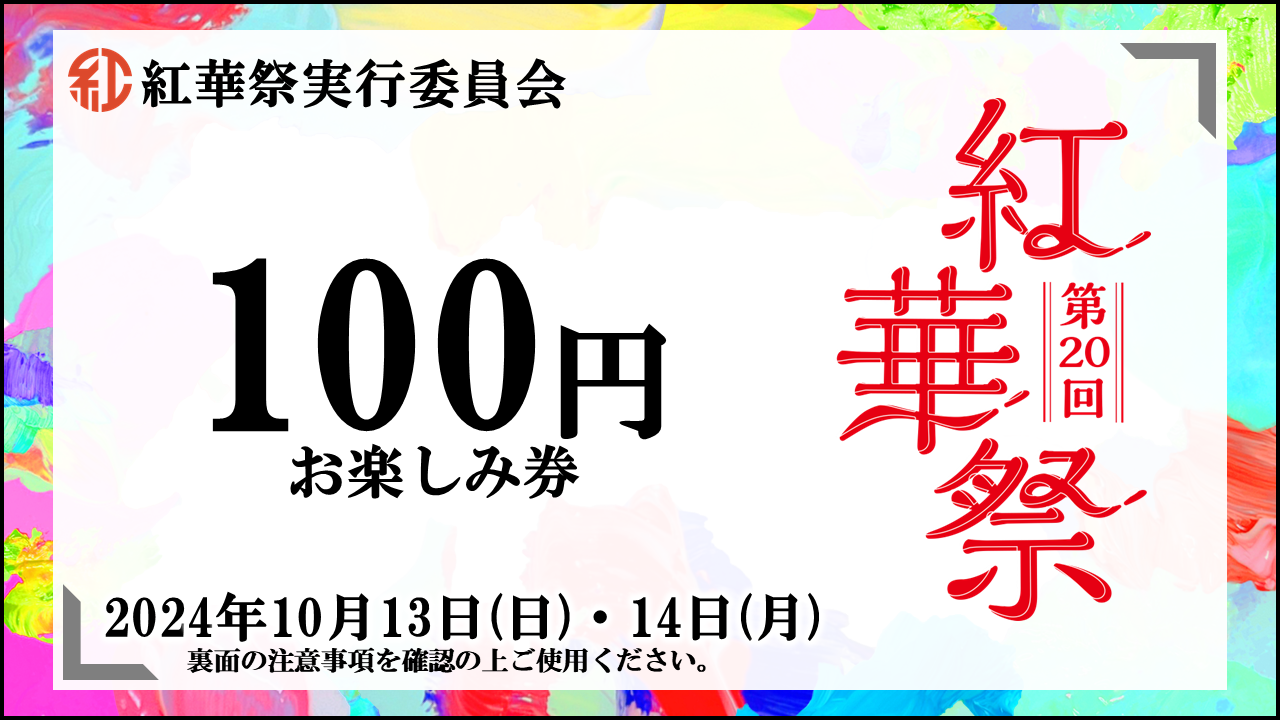 紅 紅華祭実行委員会
100円
お楽しみ券
紅華祭
第20回
2024年10月13日(日)・14日(月)
裏面の注意事項を確認の上ご使用ください。